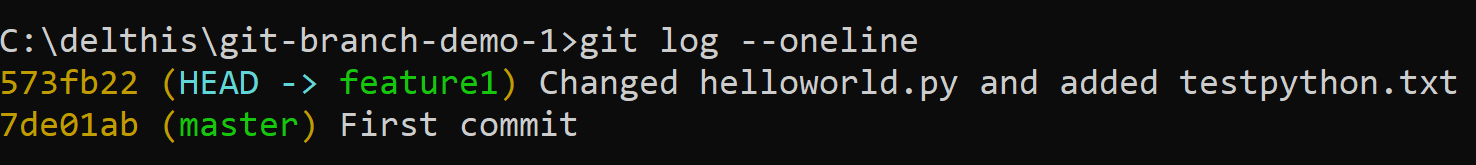 C:\delthis\git-branch-demo-1>git log --oneline
573fb22 (HEAD -> feature1) Changed helloworld.py and added testpython.txt
7de01ab (master) First commit